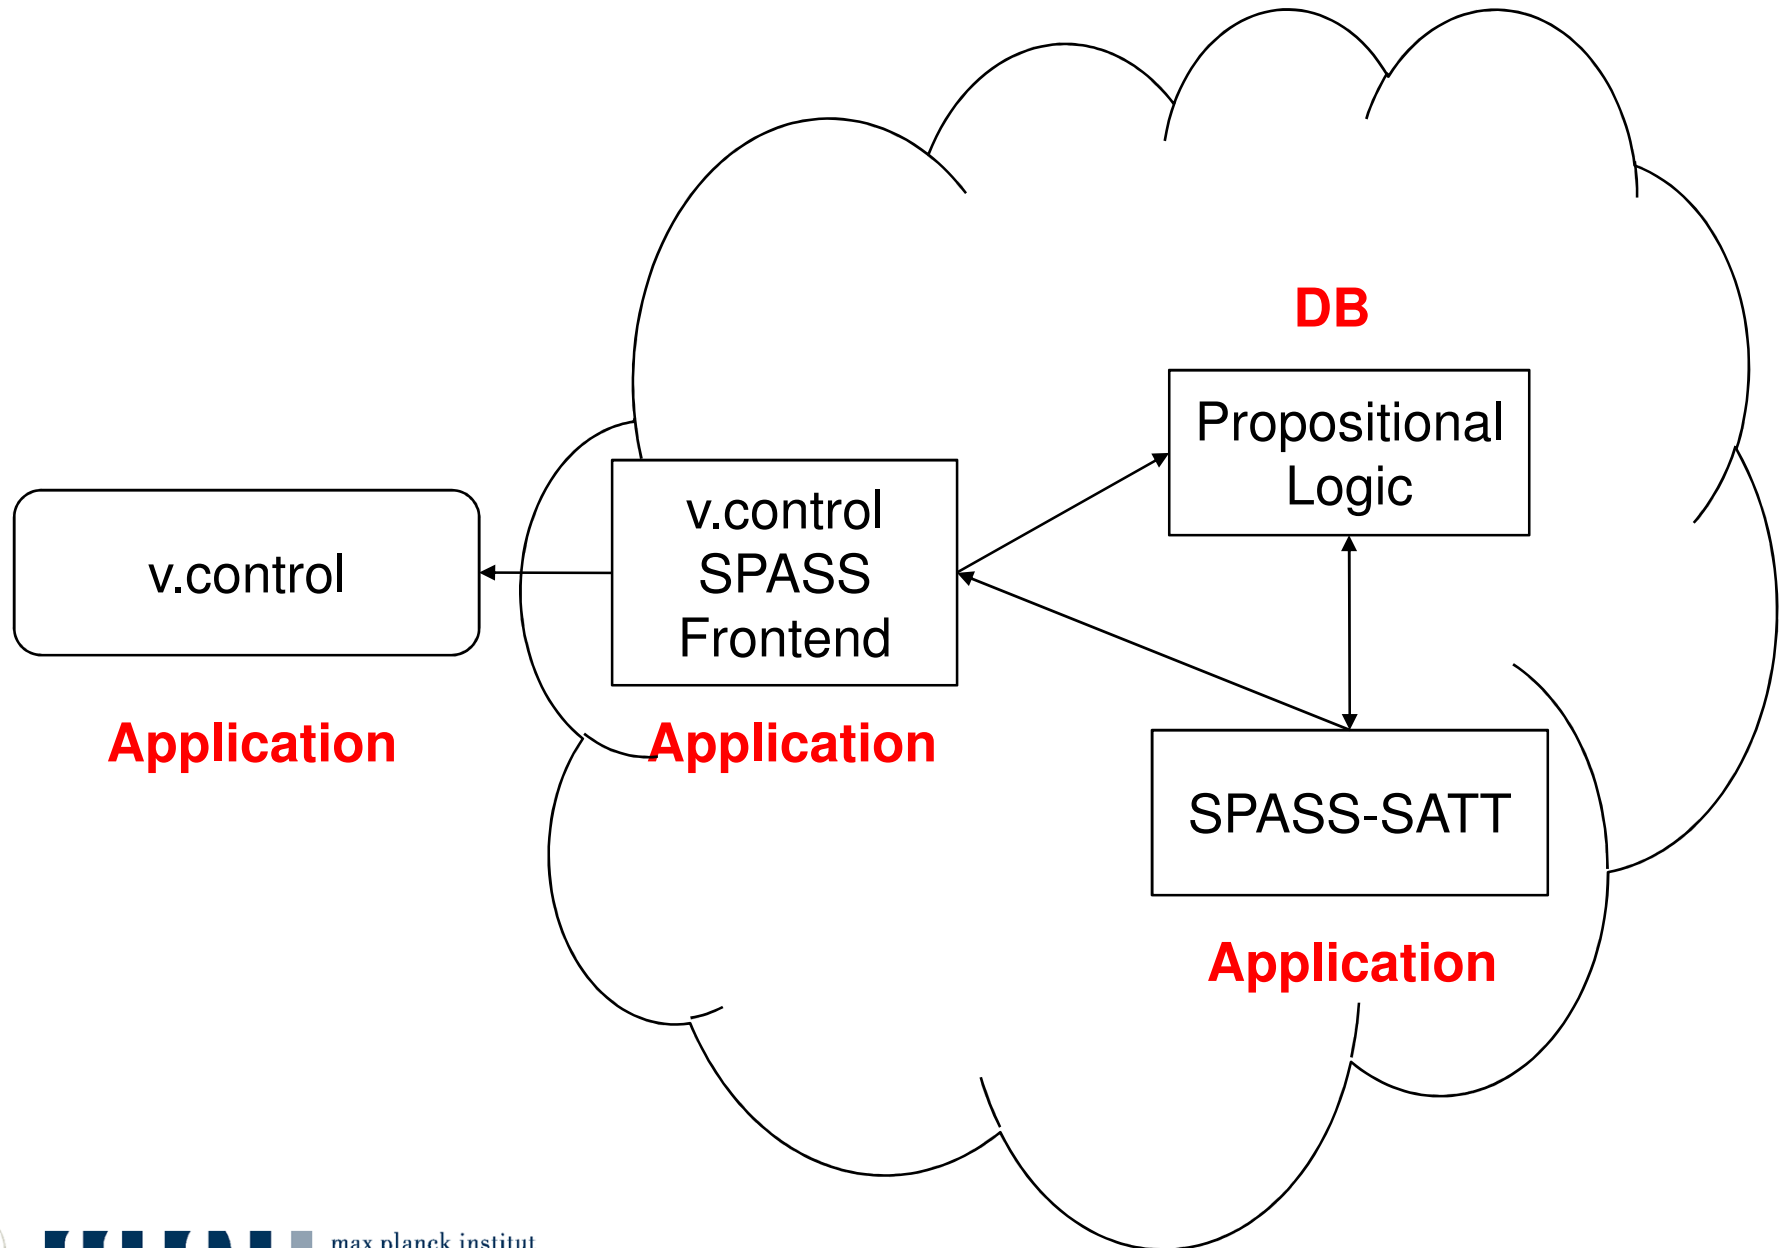 DB
Propositional
Logic
v.control
SPASS
Frontend
v.control
Application
Application
SPASS-SATT
Application
max planck institut